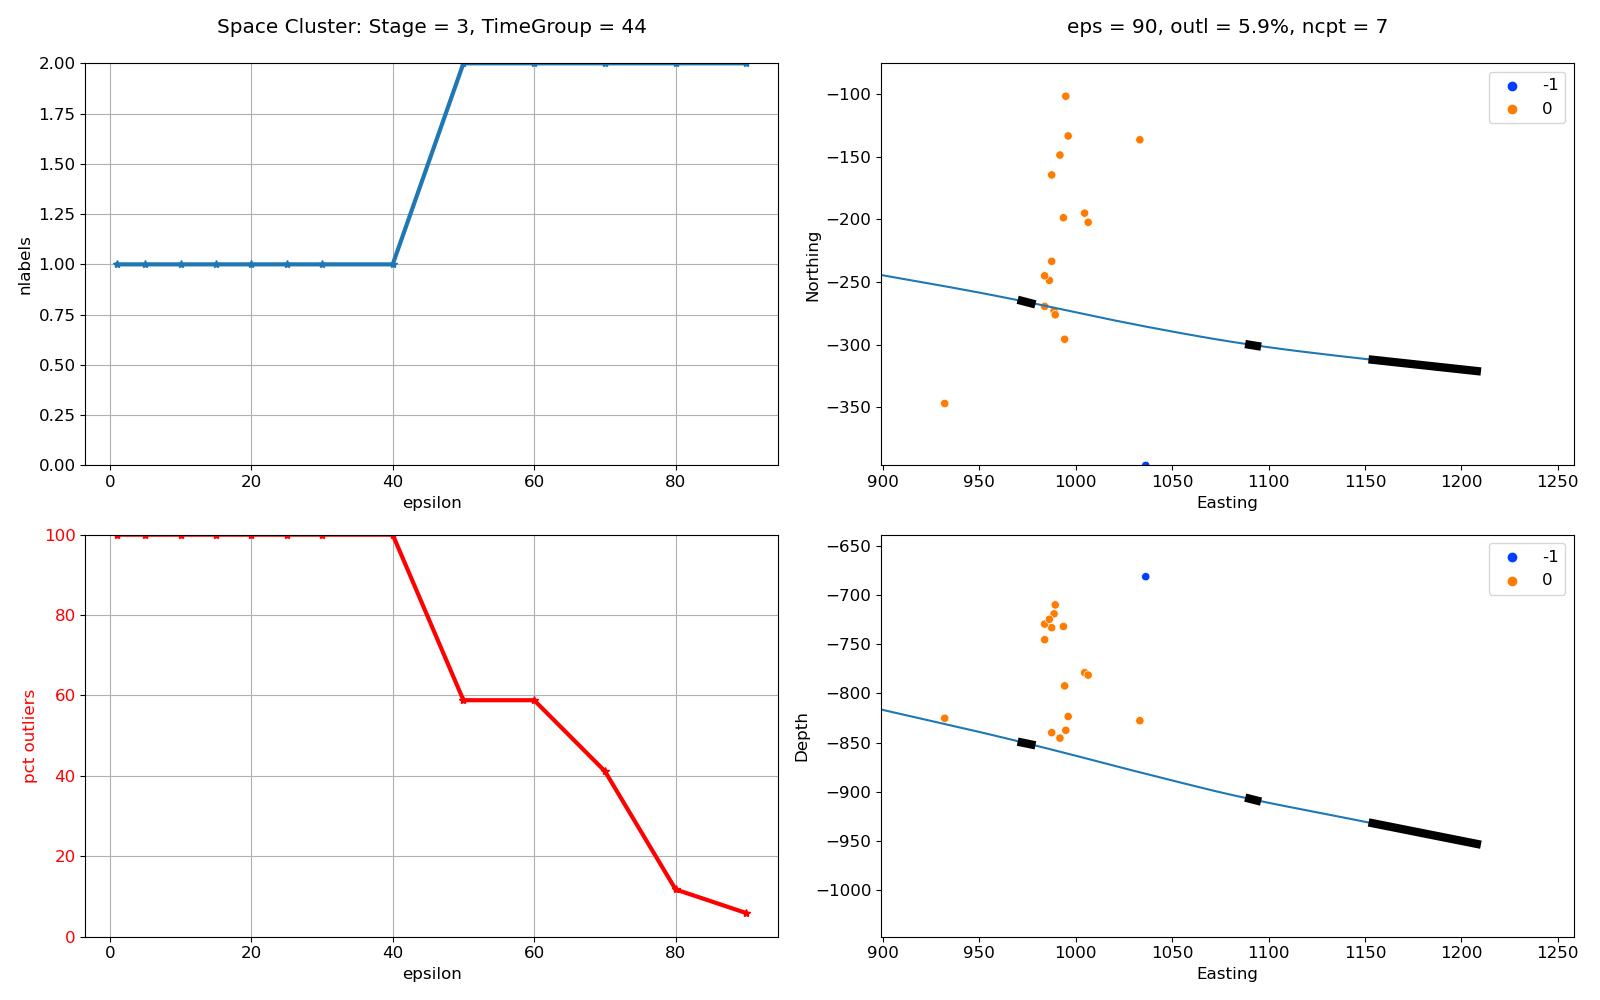 Space Cluster: Stage = 3, TimeGroup = 44
2.00
1.75
1.50
1.25
1.00
0.75
0.50
0.25
0.00
nlabels
0 20 40 60 80
epsilon
eps = 90, outl = 5.9%, ncpt = 7
-1
0
−100
−150
−200
−250
−300
−350
Northing
900 950 1000 1050 1100 1150 1200 1250
Easting
100
80
60
40
20
0
pct outliers
0 20 40 60 80
epsilon
-1
0
−650
−700
−750
−800
−850
−900
−950
−1000
Depth
900 950 1000 1050 1100 1150 1200 1250
Easting